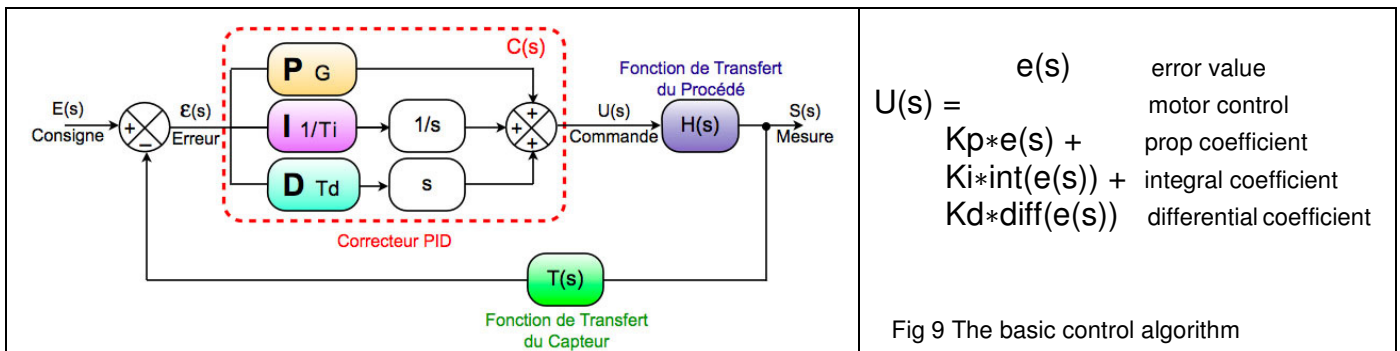 C(s)
P G
Fonction de Transfert
du Procédé
E(s)
Consigne
+
−
ε(s)
Erreur
I 1/Ti
1/s
+
+
+
U(s)
Commande
H(s)
S(s)
Mesure
D Td
s
Correcteur PID
T(s)
Fonction de Transfert
du Capteur
e(s) error value
U(s) = motor control
Kp*e(s) + prop coefficient
Ki*int(e(s)) + integral coefficient
Kd*diff(e(s)) differential coefficient
Fig 9 The basic control algorithm